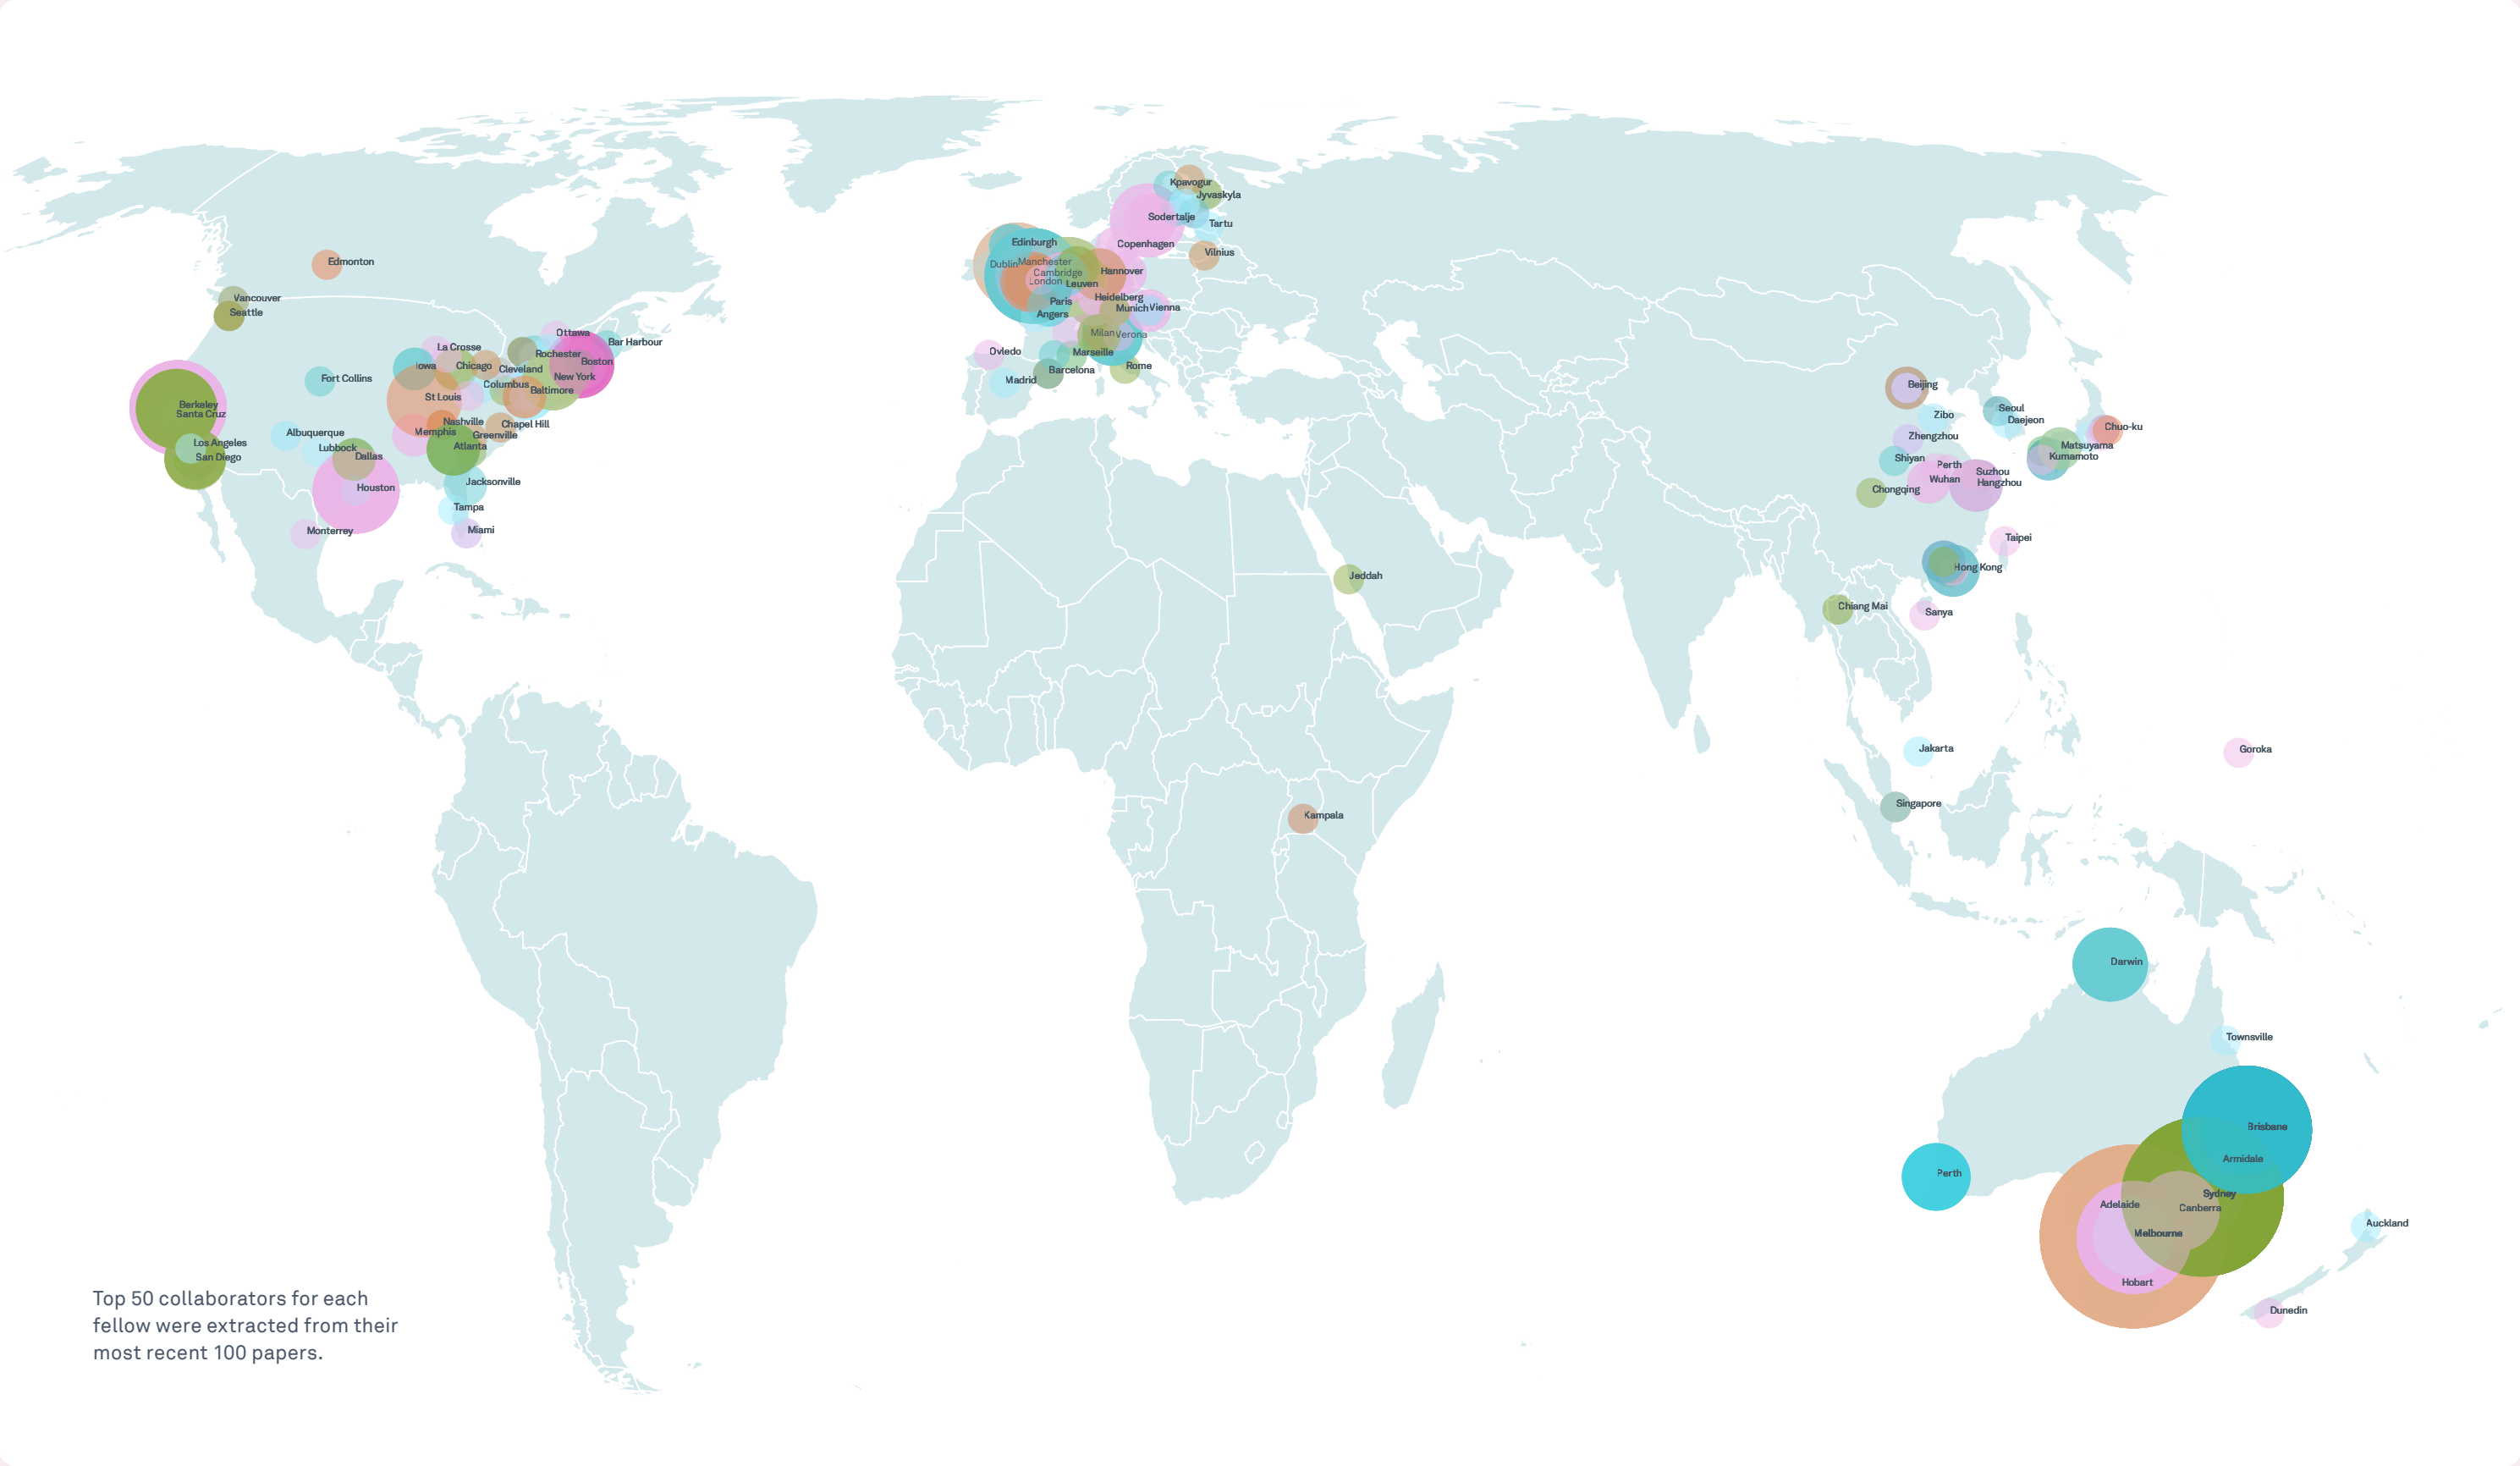 Kpavogur
Jyvaskyla
Sodertalje
Tartu
Edinburgh
Copenhagen
Vilnius
Dublin
Manchester
Cambridge
London
Leuven
Hannover
Heidelberg
Paris
Angers
Munich
Vienna
Milan
Verona
Marseille
Ovledo
Rome
Barcelona
Madrid
Edmonton
Vancouver
Seattle
Ottawa
Bar Harbour
La Crosse
Rochester
Boston
Iowa
Chicago
Cleveland
New York
Fort Collins
Columbus
Baltimore
St Louis
Berkeley
Santa Cruz
Nashville
Chapel Hill
Albuquerque
Memphis
Greenville
Los Angeles
Lubbock
Atlanta
San Diego
Dallas
Houston
Jacksonville
Tampa
Monterrey
Miami
Beijing
Zibo
Seoul
Daejeon
Chuo-ku
Zhengzhou
Matsuyama
Kumamoto
Shiyan
Perth
Suzhou
Wuhan
Hangzhou
Chongqing
Taipei
Hong Kong
Jeddah
Chiang Mai
Sanya
Jakarta
Goroka
Singapore
Kampala
Darwin
Townsville
Brisbane
Armidale
Perth
Sydney
Adelaide
Canberra
Melbourne
Auckland
Hobart
Dunedin
Top 50 collaborators for each
fellow were extracted from their
most recent 100 papers.